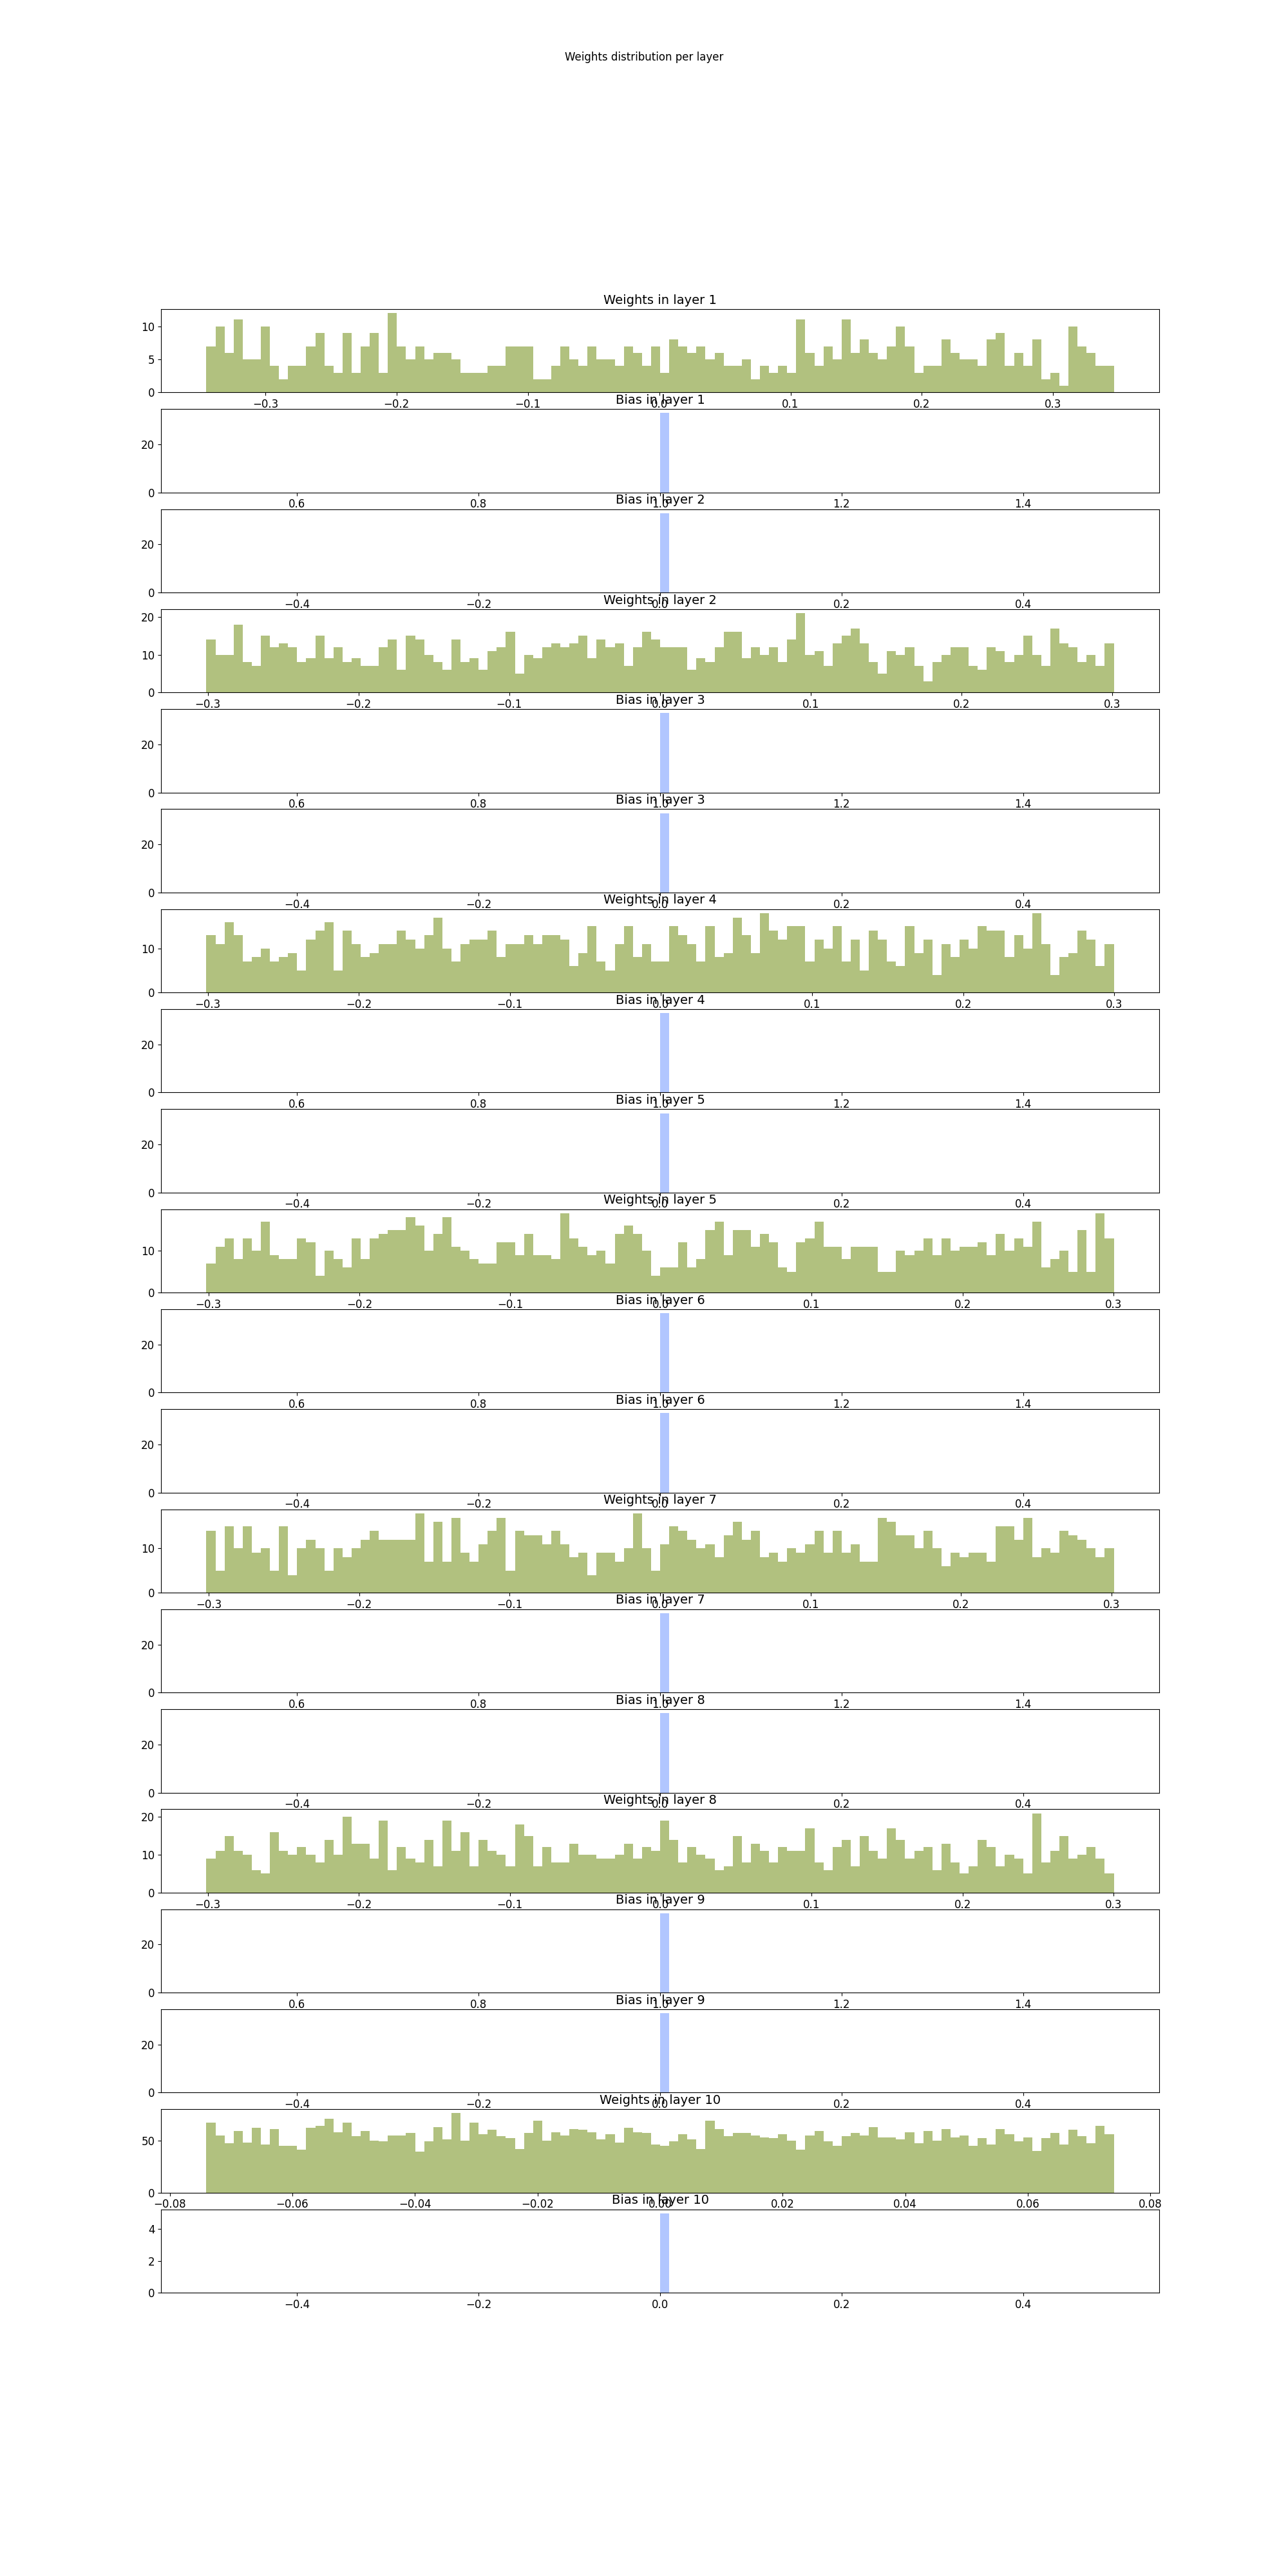 Weights distribution per layer
Weights in layer 1
10
5
0
−0.3 −0.2 −0.1 0.0 0.1 0.2 0.3
Bias in layer 1
20
0
0.6 0.8 1.0 1.2 1.4
Bias in layer 2
20
0
−0.4 −0.2 0.0 0.2 0.4
Weights in layer 2
20
10
0
−0.3 −0.2 −0.1 0.0 0.1 0.2 0.3
Bias in layer 3
20
0
0.6 0.8 1.0 1.2 1.4
Bias in layer 3
20
0
−0.4 −0.2 0.0 0.2 0.4
Weights in layer 4
10
0
−0.3 −0.2 −0.1 0.0 0.1 0.2 0.3
Bias in layer 4
20
0
0.6 0.8 1.0 1.2 1.4
Bias in layer 5
20
0
−0.4 −0.2 0.0 0.2 0.4
Weights in layer 5
10
0
−0.3 −0.2 −0.1 0.0 0.1 0.2 0.3
Bias in layer 6
20
0
0.6 0.8 1.0 1.2 1.4
Bias in layer 6
20
0
−0.4 −0.2 0.0 0.2 0.4
Weights in layer 7
10
0
−0.3 −0.2 −0.1 0.0 0.1 0.2 0.3
Bias in layer 7
20
0
0.6 0.8 1.0 1.2 1.4
Bias in layer 8
20
0
−0.4 −0.2 0.0 0.2 0.4
Weights in layer 8
20
10
0
−0.3 −0.2 −0.1 0.0 0.1 0.2 0.3
Bias in layer 9
20
0
0.6 0.8 1.0 1.2 1.4
Bias in layer 9
20
0
−0.4 −0.2 0.0 0.2 0.4
Weights in layer 10
50
0
−0.08 −0.06 −0.04 −0.02 0.00 0.02 0.04 0.06 0.08
Bias in layer 10
4
2
0
−0.4 −0.2 0.0 0.2 0.4